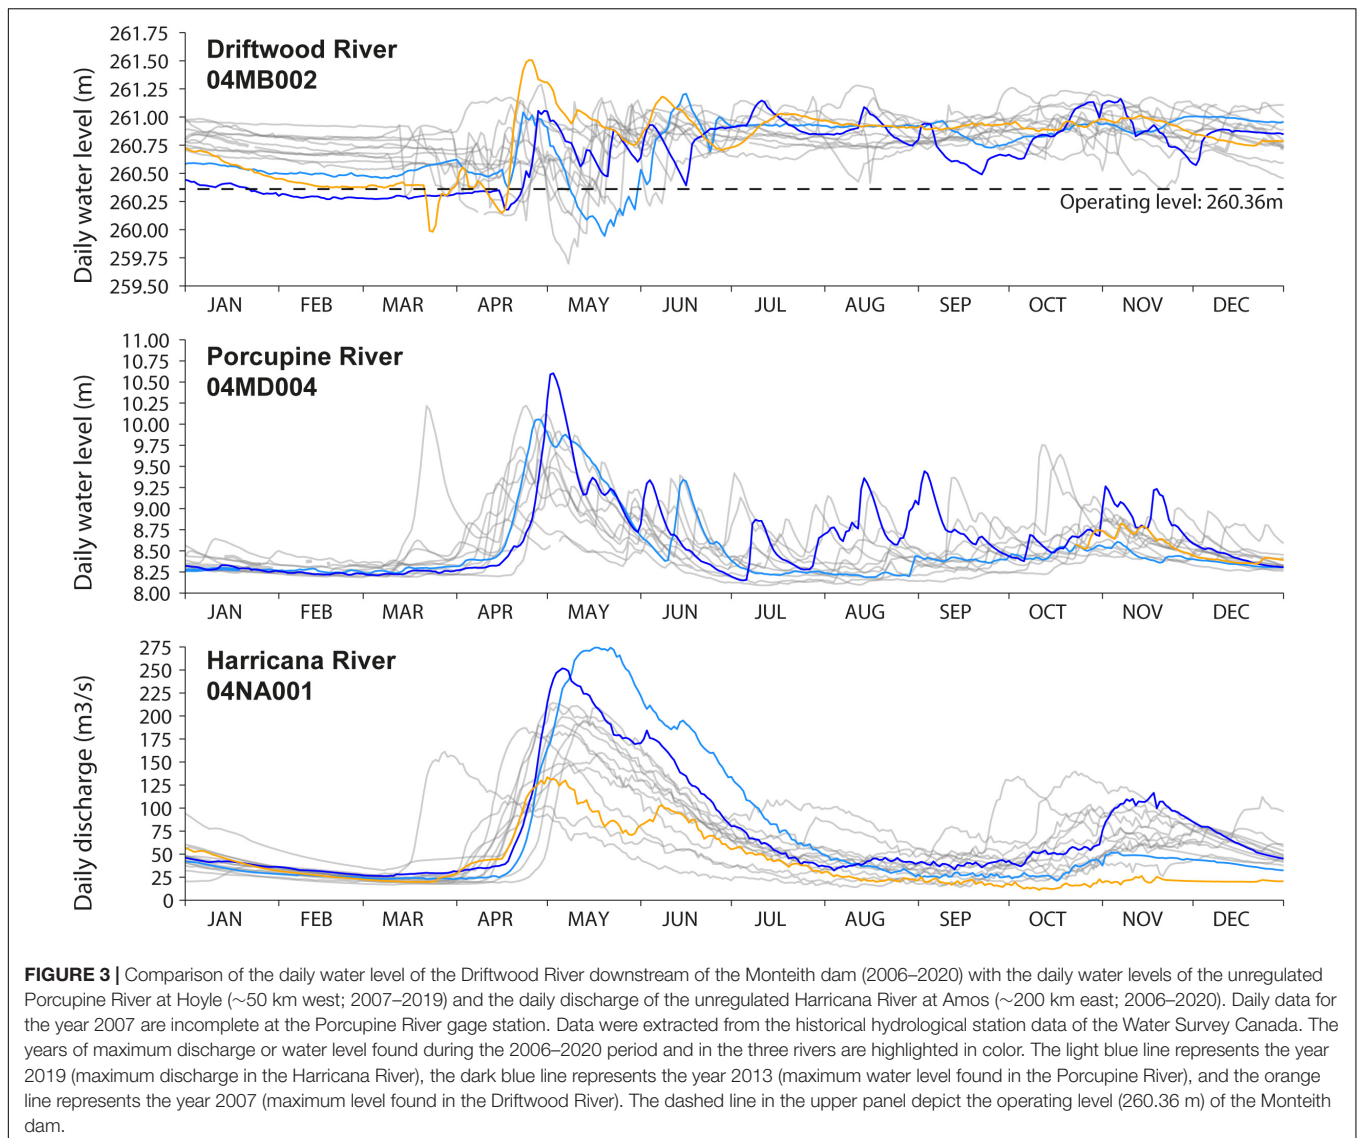 Driftwood River
04MB002
Daily water level (m)
261.75
261.50
261.25
261.00
260.75
260.50
260.25
260.00
259.75
259.50
Operating level: 260.36m
JAN FEB MAR APR MAY JUN JUL AUG SEP OCT NOV DEC
Porcupine River
04MD004
Daily water level (m)
11.00
10.75
10.50
10.25
10.00
9.75
9.50
9.25
9.00
8.75
8.50
8.25
8.00
JAN FEB MAR APR MAY JUN JUL AUG SEP OCT NOV DEC
Harricana River
04NA001
Daily discharge (m3/s)
275
250
225
200
175
150
125
100
75
50
25
0
JAN FEB MAR APR MAY JUN JUL AUG SEP OCT NOV DEC
FIGURE 3 | Comparison of the daily water level of the Driftwood River downstream of the Monteith dam (2006–2020) with the daily water levels of the unregulated
Porcupine River at Hoyle (∼50 km west; 2007–2019) and the daily discharge of the unregulated Harricana River at Amos (∼200 km east; 2006–2020). Daily data for
the year 2007 are incomplete at the Porcupine River gage station. Data were extracted from the historical hydrological station data of the Water Survey Canada. The
years of maximum discharge or water level found during the 2006–2020 period and in the three rivers are highlighted in color. The light blue line represents the year
2019 (maximum discharge in the Harricana River), the dark blue line represents the year 2013 (maximum water level found in the Porcupine River), and the orange
line represents the year 2007 (maximum level found in the Driftwood River). The dashed line in the upper panel depict the operating level (260.36 m) of the Monteith
dam.